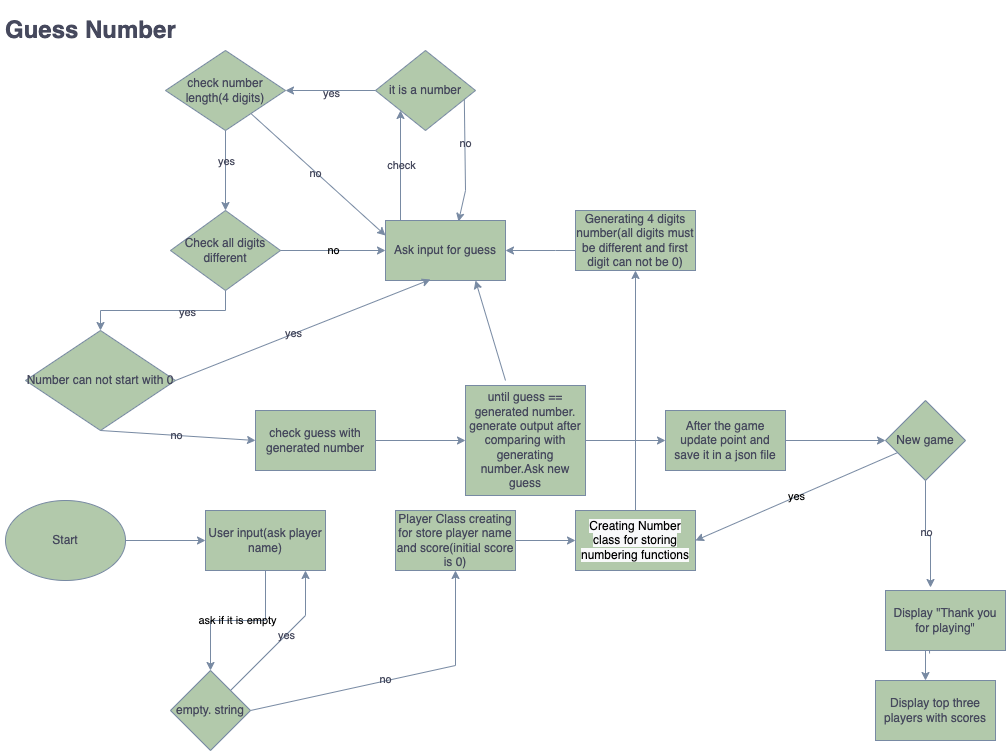 Guess Number
check number
length(4 digits)
yes
it is a number
yes
no
check
no
Check all digits
different
no
Ask input for guess
Generating 4 digits
number(all digits must
be different and first
digit can not be 0)
yes
yes
Number can not start with 0
no
check guess with
generated number
until guess ==
generated number.
generate output after
comparing with
generating
number.Ask new
guess
After the game
update point and
save it in a json file
New game
yes
no
Start
User input(ask player
name)
Player Class creating
for store player name
and score(initial score
is 0)
Creating Number
class for storing
numbering functions
ask if it is empty
yes
empty. string
no
Display "Thank you
for playing"
Display top three
players with scores